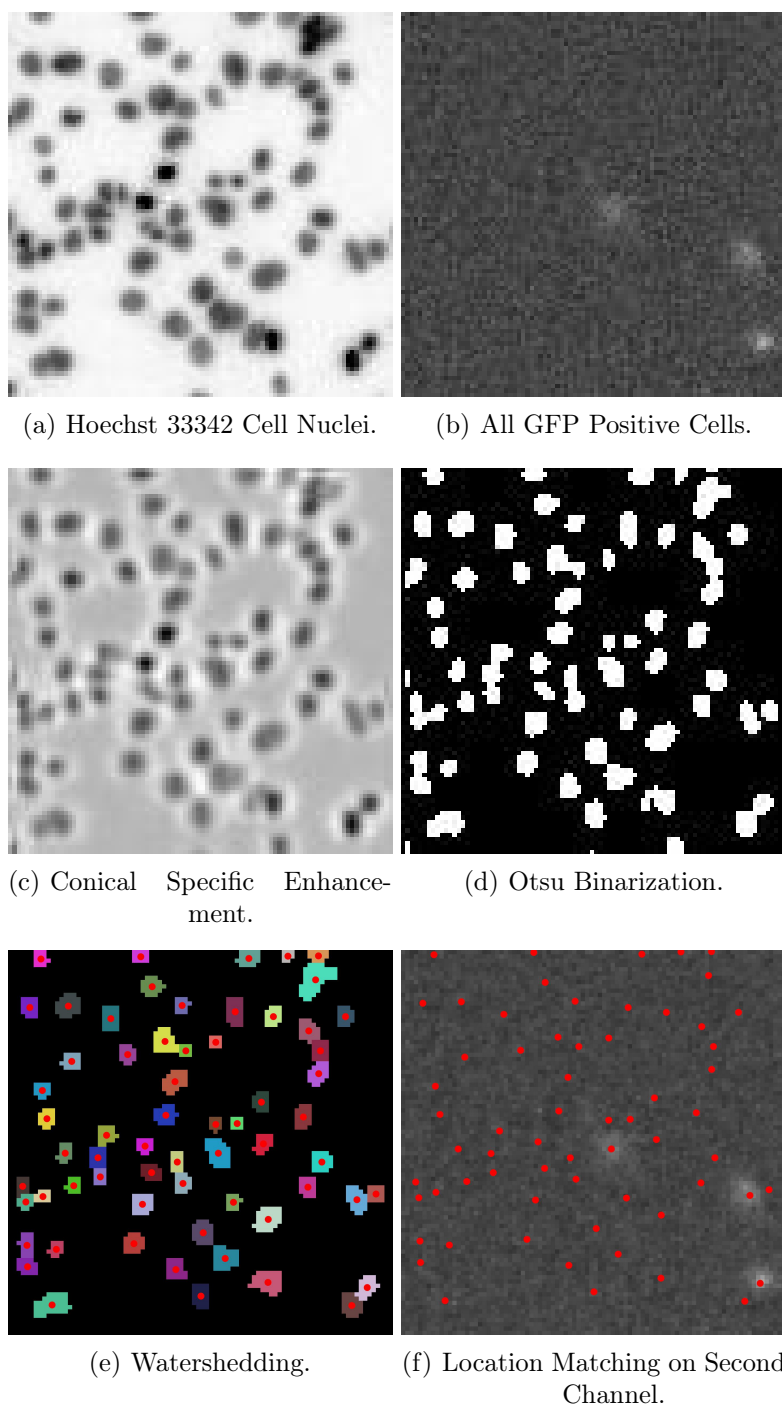 (a) Hoechst 33342 Cell Nuclei.
(b) All GFP Positive Cells.
(c) Conical Specific Enhance-
ment.
(d) Otsu Binarization.
(e) Watershedding.
(f) Location Matching on Second
Channel.